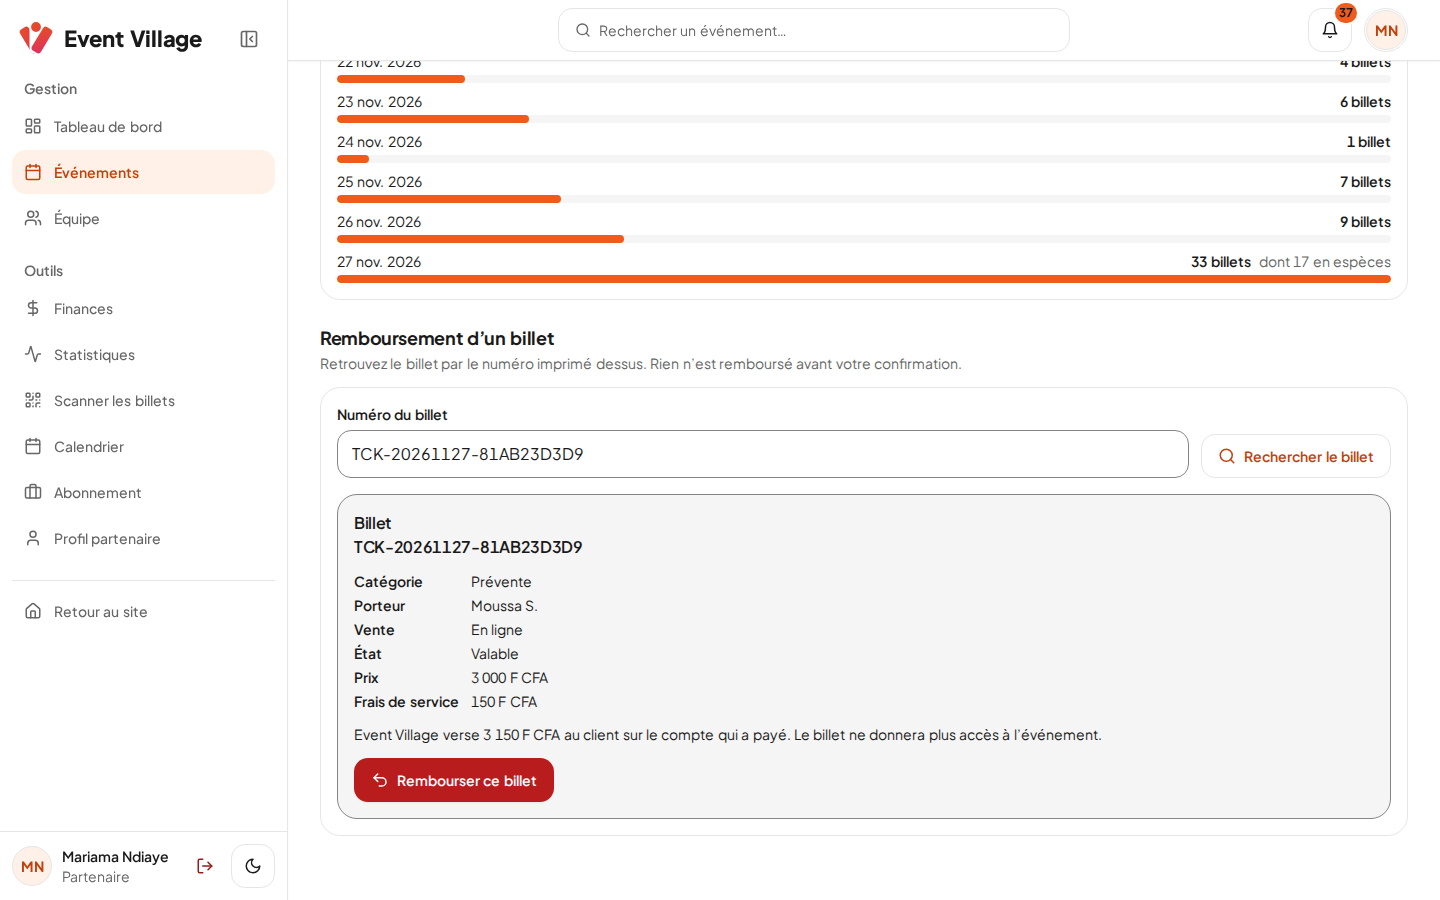 Event Village
Gestion
Tableau de bord
Événements
Équipe
Outils
Finances
Statistiques
Scanner les billets
Calendrier
Abonnement
Profil partenaire
Retour au site
MN
Mariama Ndiaye
Partenaire
Rechercher un événement...
37
MN
22 nov. 2026 4 billets
23 nov. 2026 6 billets
24 nov. 2026 1 billet
25 nov. 2026 7 billets
26 nov. 2026 9 billets
27 nov. 2026 33 billets dont 17 en espèces
Remboursement d’un billet
Retrouvez le billet par le numéro imprimé dessus. Rien n’est remboursé avant votre confirmation.
Numéro du billet
TCK-20261127-81AB23D3D9
Rechercher le billet
Billet
TCK-20261127-81AB23D3D9
Catégorie Prévente
Porteur Moussa S.
Vente En ligne
État Valable
Prix 3 000 F CFA
Frais de service 150 F CFA
Event Village verse 3 150 F CFA au client sur le compte qui a payé. Le billet ne donnera plus accès à l’événement.
Rembourser ce billet